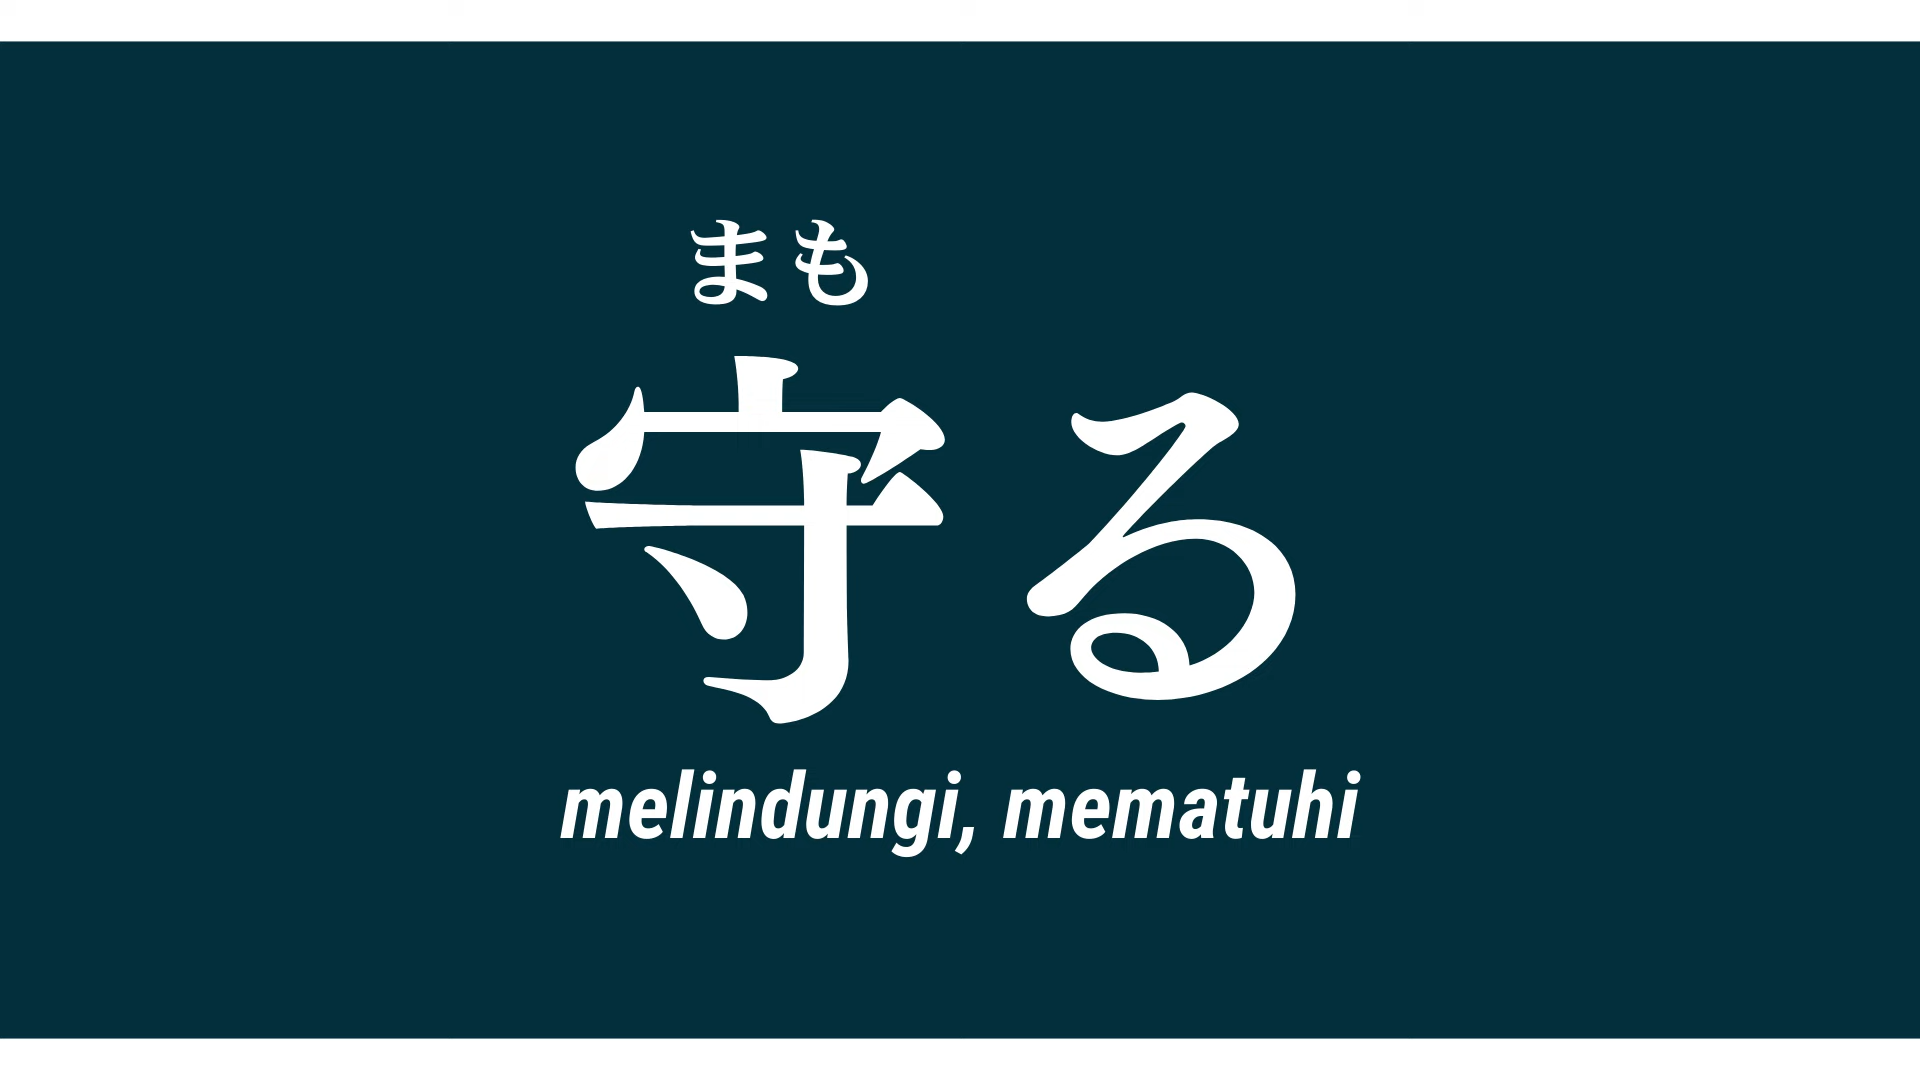 まも
守る
melindungi, mematuhi